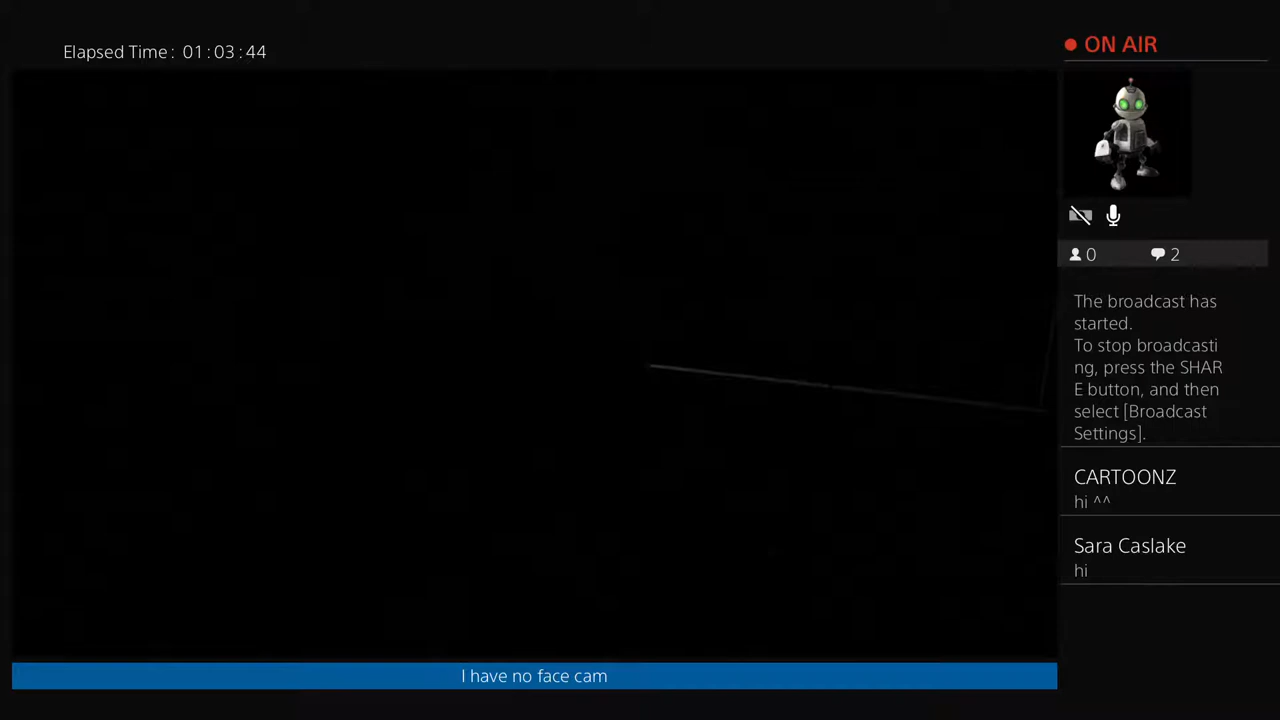 Elapsed Time: 01:03:44
ON AIR
0 2
The broadcast has
started.
To stop broadcasti
ng, press the SHAR
E button, and then
select [Broadcast
Settings].
CARTOONZ
hi ^^
Sara Caslake
hi
I have no face cam